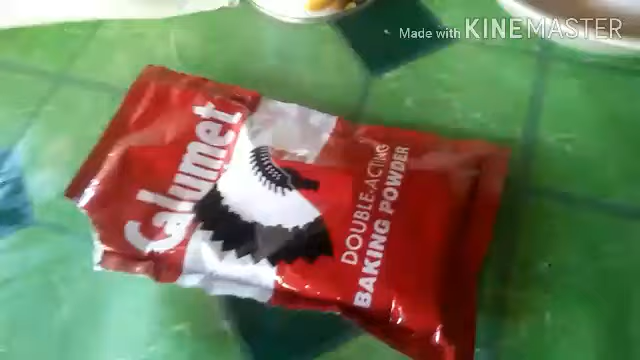 Made with KINEMASTER
Calumet
DOUBLE-ACTING
BAKING POWDER